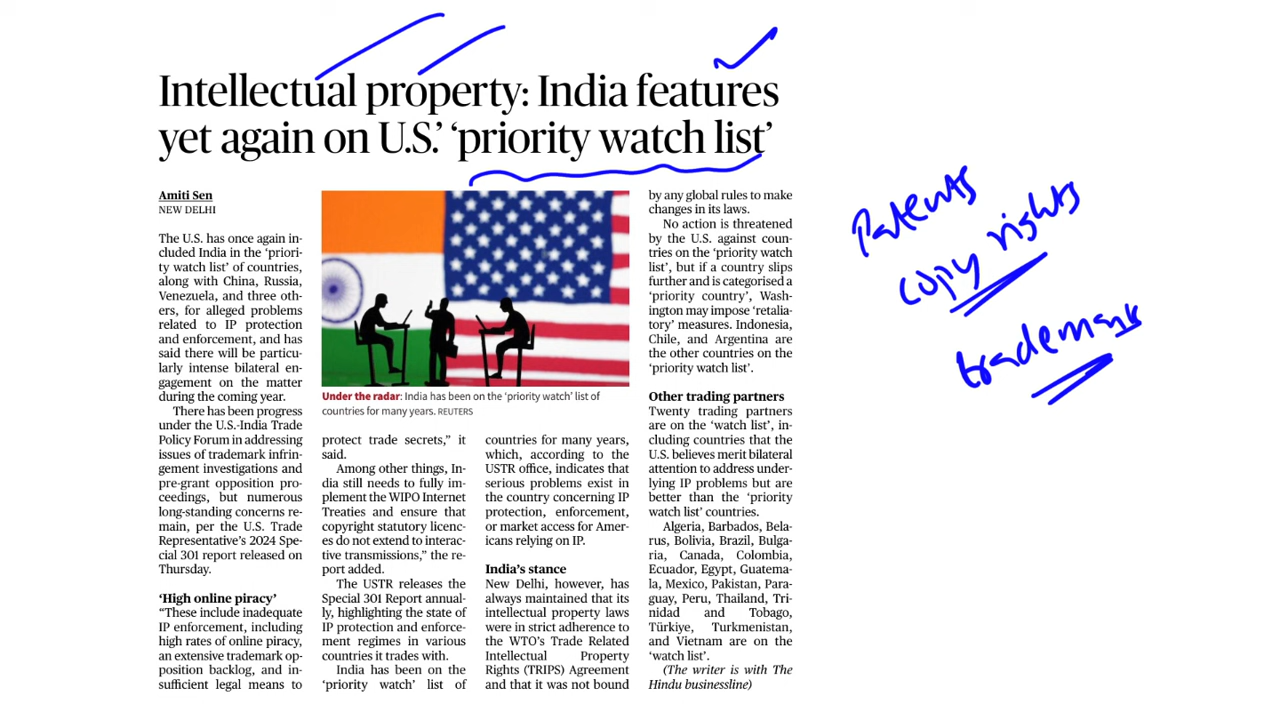 Intellectual property: India features
yet again on U.S.’ ‘priority watch list’
Amiti Sen
NEW DELHI
The U.S. has once again in-
cluded India in the ‘priori-
ty watch list’ of countries,
along with China, Russia,
Venezuela, and three oth-
ers, for alleged problems
related to IP protection
and enforcement, and has
said there will be particu-
larly intense bilateral en-
gagement on the matter
during the coming year.
There has been progress
under the U.S.-India Trade
Policy Forum in addressing
issues of trademark infrin-
gement investigations and
pre-grant opposition pro-
ceedings, but numerous
long-standing concerns re-
main, per the U.S. Trade
Representative’s 2024 Spe-
cial 301 report released on
Thursday.
‘High online piracy’
“These include inadequate
IP enforcement, including
high rates of online piracy,
an extensive trademark op-
position backlog, and in-
sufficient legal means to
Under the radar: India has been on the ‘priority watch’ list of
countries for many years. REUTERS
protect trade secrets,” it
said.
Among other things, In-
dia still needs to fully im-
plement the WIPO Internet
Treaties and ensure that
copyright statutory licenc-
es do not extend to interac-
tive transmissions,” the re-
port added.
The USTR releases the
Special 301 Report annual-
ly, highlighting the state of
IP protection and enforce-
ment regimes in various
countries it trades with.
India has been on the
‘priority watch’ list of
countries for many years,
which, according to the
USTR office, indicates that
serious problems exist in
the country concerning IP
protection, enforcement,
or market access for Amer-
icans relying on IP.
India’s stance
New Delhi, however, has
always maintained that its
intellectual property laws
were in strict adherence to
the WTO’s Trade Related
Intellectual Property
Rights (TRIPS) Agreement
and that it was not bound
by any global rules to make
changes in its laws.
No action is threatened
by the U.S. against coun-
tries on the ‘priority watch
list’, but if a country slips
further and is categorised a
‘priority country’, Wash-
ington may impose ‘retalia-
tory’ measures. Indonesia,
Chile, and Argentina are
the other countries on the
‘priority watch list’.
Other trading partners
Twenty trading partners
are on the ‘watch list’, in-
cluding countries that the
U.S. believes merit bilateral
attention to address under-
lying IP problems but are
better than the ‘priority
watch list’ countries.
Algeria, Barbados, Bela-
rus, Bolivia, Brazil, Bulga-
ria, Canada, Colombia,
Ecuador, Egypt, Guatema-
la, Mexico, Pakistan, Para-
guay, Peru, Thailand, Tri-
nidad and Tobago,
Türkiye, Turkmenistan,
and Vietnam are on the
‘watch list’.
(The writer is with The
Hindu businessline)
Patents
copy rights
trademarks